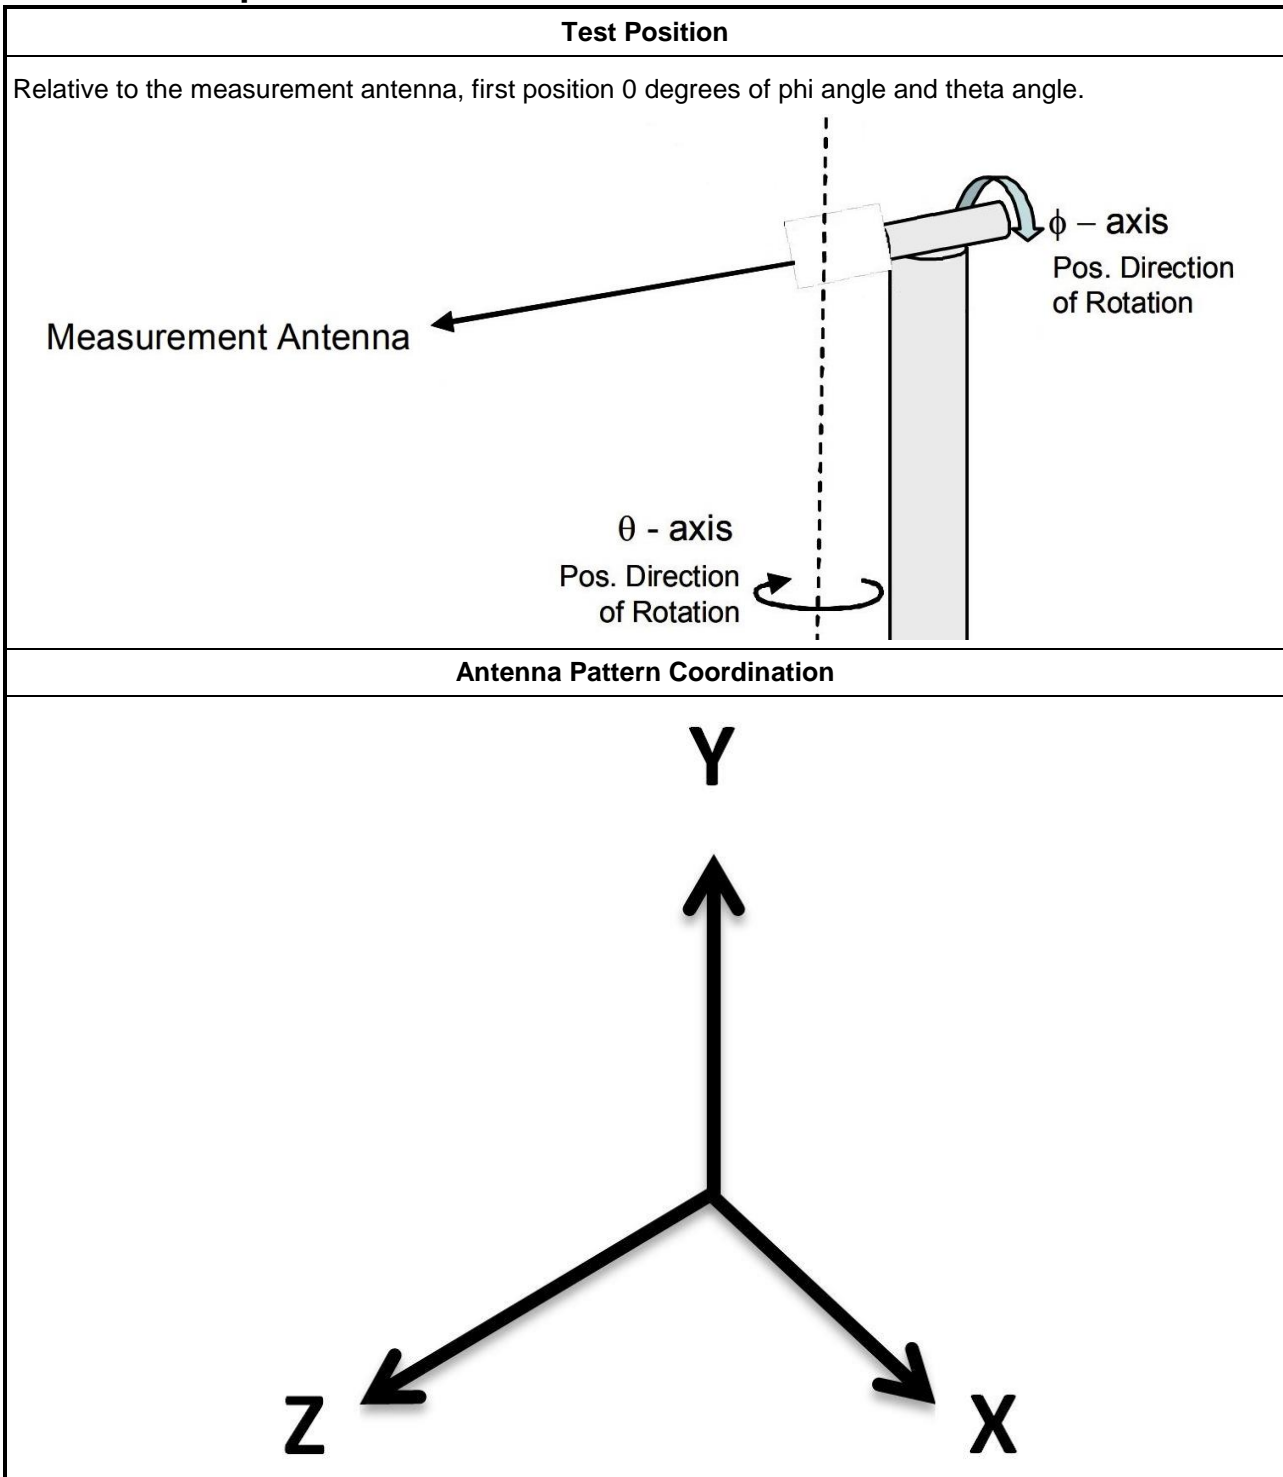 Test Position
Relative to the measurement antenna, first position 0 degrees of phi angle and theta angle.
ϕ – axis
Pos. Direction
of Rotation
Measurement Antenna
θ - axis
Pos. Direction
of Rotation
Antenna Pattern Coordination
Y
Z
X